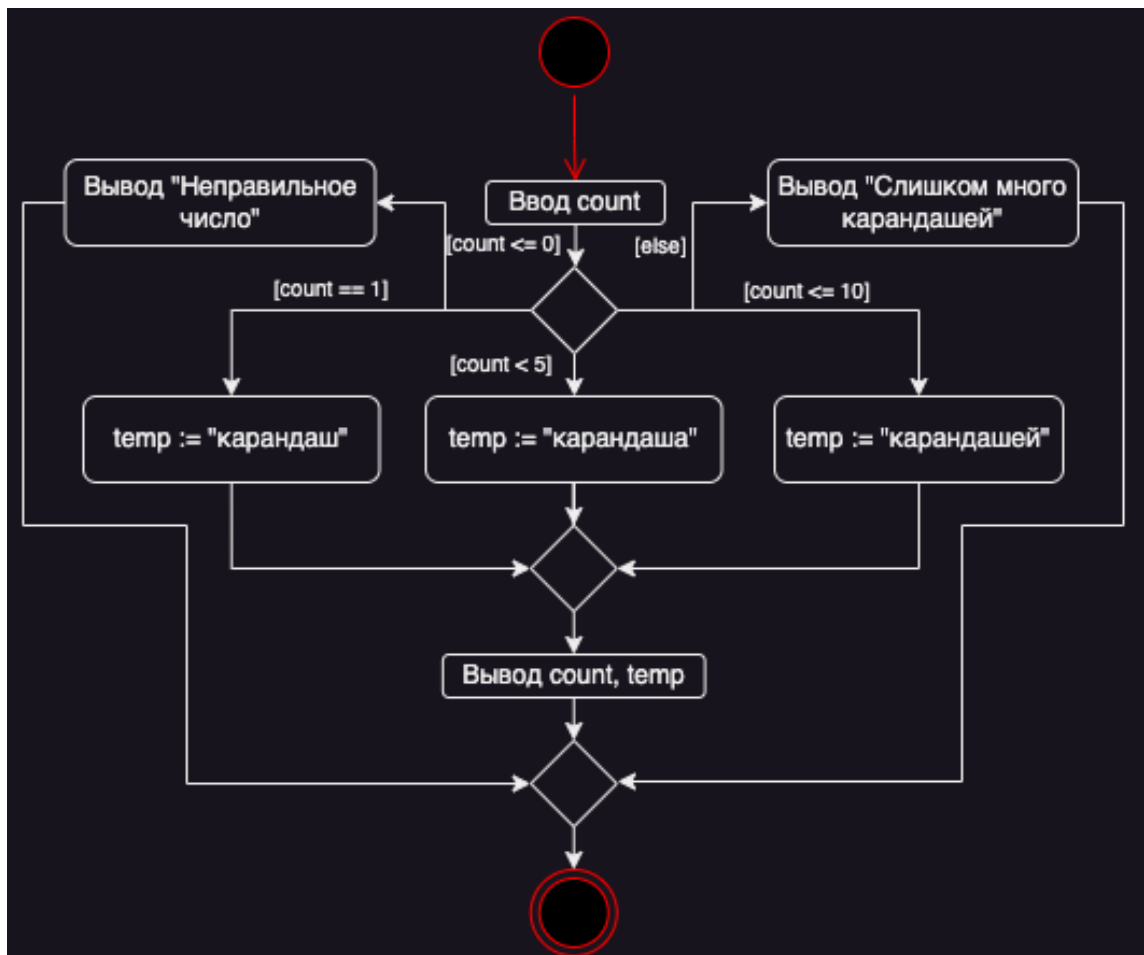 Ввод count
Вывод "Неправильное
число"
Вывод "Слишком много
карандашей"
[count <= 0]
[else]
[count == 1]
[count <= 10]
[count < 5]
temp := "карандаш"
temp := "карандаша"
temp := "карандашей"
Вывод count, temp